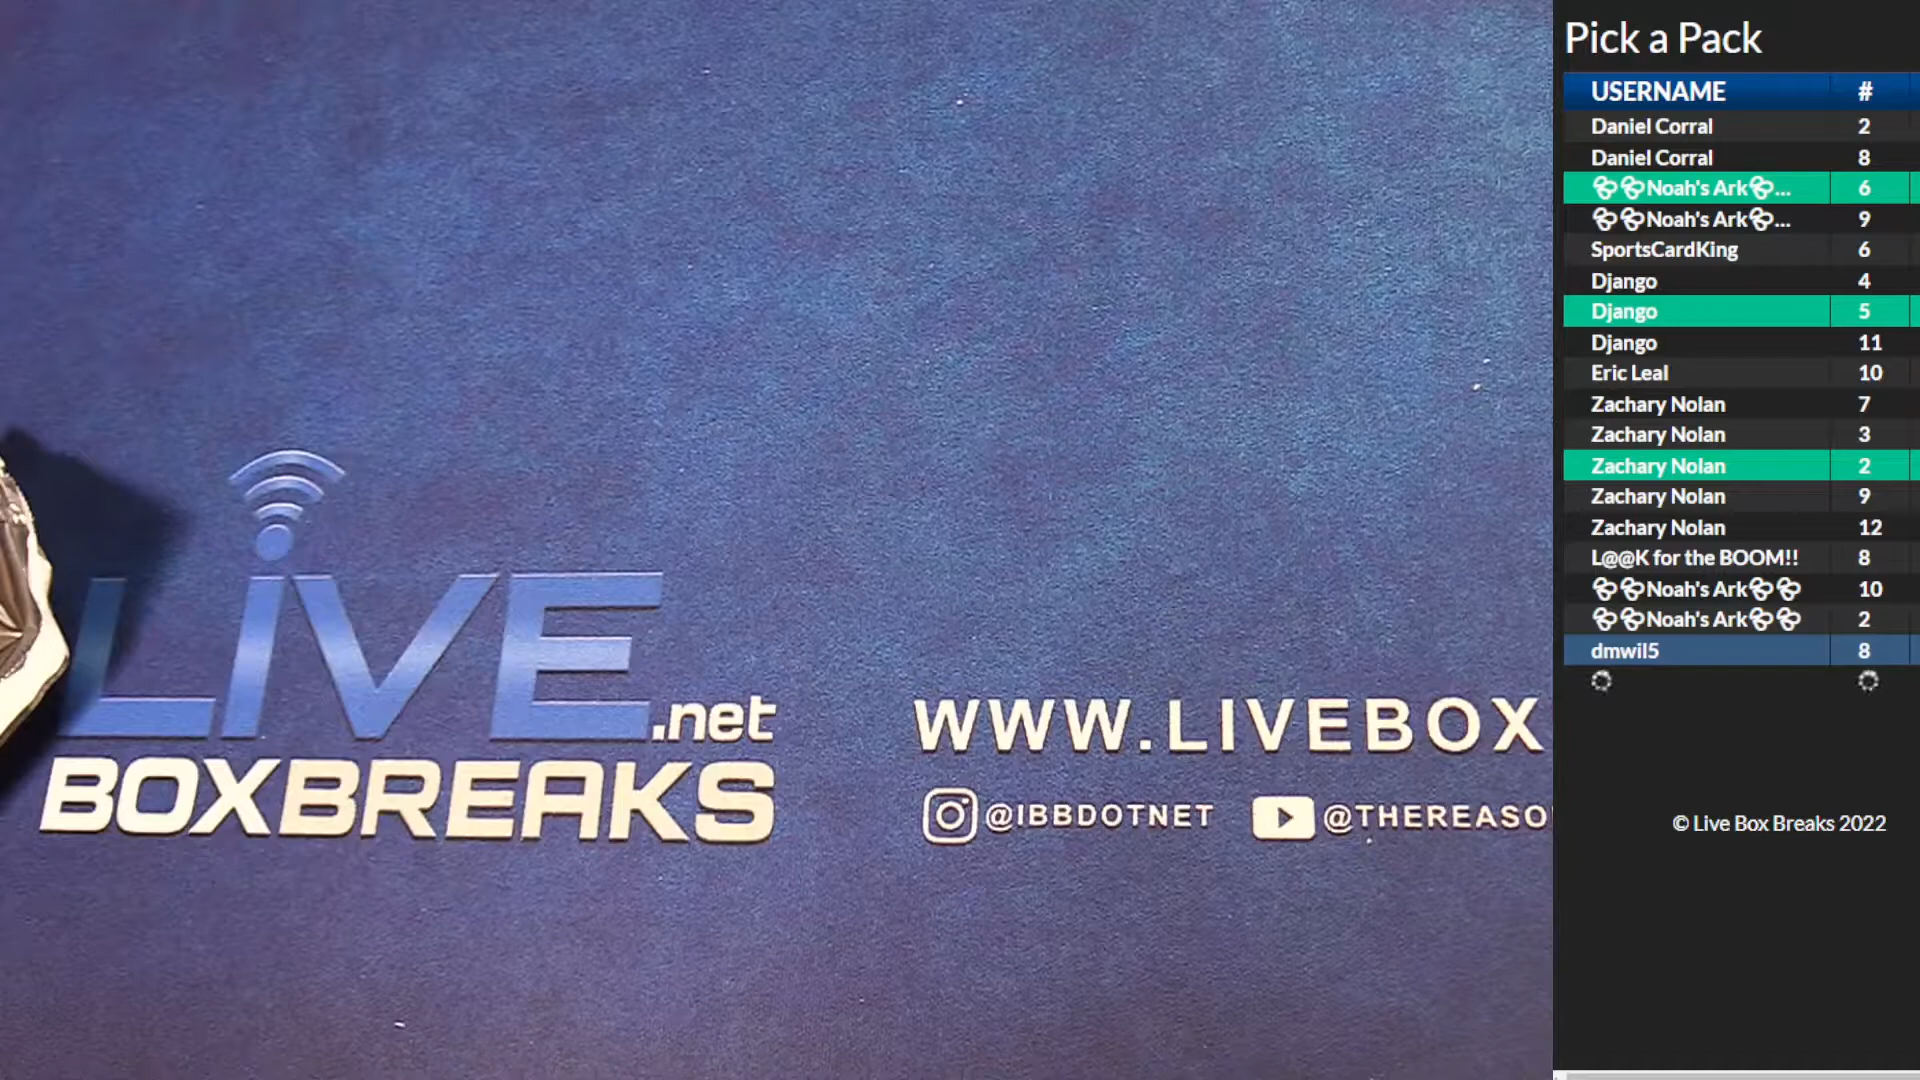 LIVE.net
BOXBREAKS
WWW.LIVEBOX
@IBBDOTNET @THEREASO
Pick a Pack
USERNAME #
Daniel Corral 2
Daniel Corral 8
Noah's Ark... 6
Noah's Ark... 9
SportsCardKing 6
Django 4
Django 5
Django 11
Eric Leal 10
Zachary Nolan 7
Zachary Nolan 3
Zachary Nolan 2
Zachary Nolan 9
Zachary Nolan 12
L@@K for the BOOM!! 8
Noah's Ark 10
Noah's Ark 2
dmwil5 8
© Live Box Breaks 2022